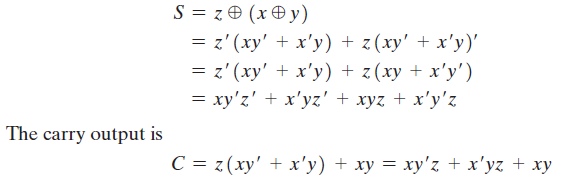 S = z ⊕ (x ⊕ y)
= z'(xy' + x'y) + z(xy' + x'y)'
= z'(xy' + x'y) + z(xy + x'y')
= xy'z' + x'yz' + xyz + x'y'z
The carry output is
C = z(xy' + x'y) + xy = xy'z + x'yz + xy